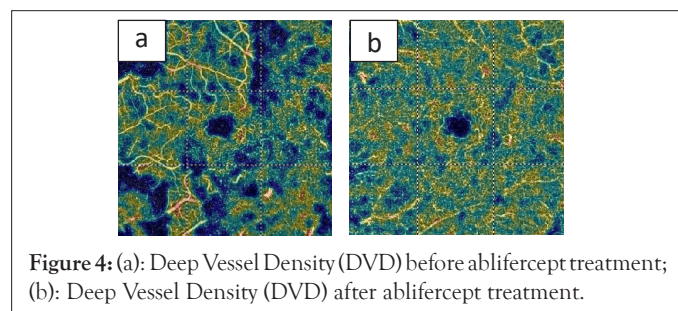 a
b
Figure 4: (a): Deep Vessel Density (DVD) before ablifercept treatment;
(b): Deep Vessel Density (DVD) after ablifercept treatment.